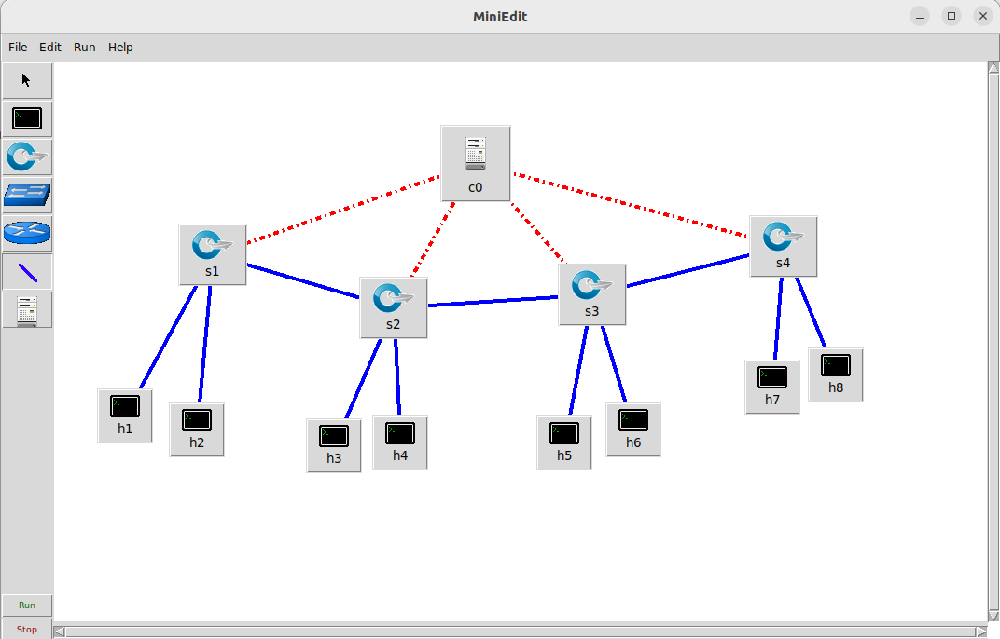 MiniEdit
File Edit Run Help
c0
s1
s4
s2
s3
h1
h2
h3
h4
h5
h6
h7
h8
Run
Stop